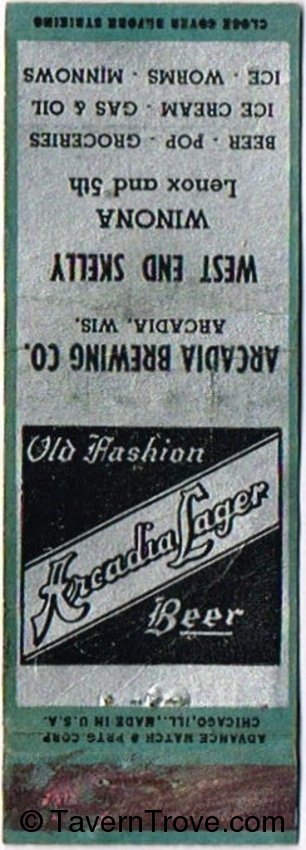 CLOSE COVER BEFORE STRIKING
Old Fashion
Arcadia Lager
Beer
ARCADIA BREWING CO.
ARCADIA, WIS.
WEST END SKELLY
WINONA
Lenox and 5th
BEER · POP · GROCERIES
ICE CREAM · GAS & OIL
ICE · WORMS · MINNOWS
ADVANCE MATCH & PRTG. CORP.
CHICAGO, ILL., MADE IN U.S.A.
© TavernTrove.com